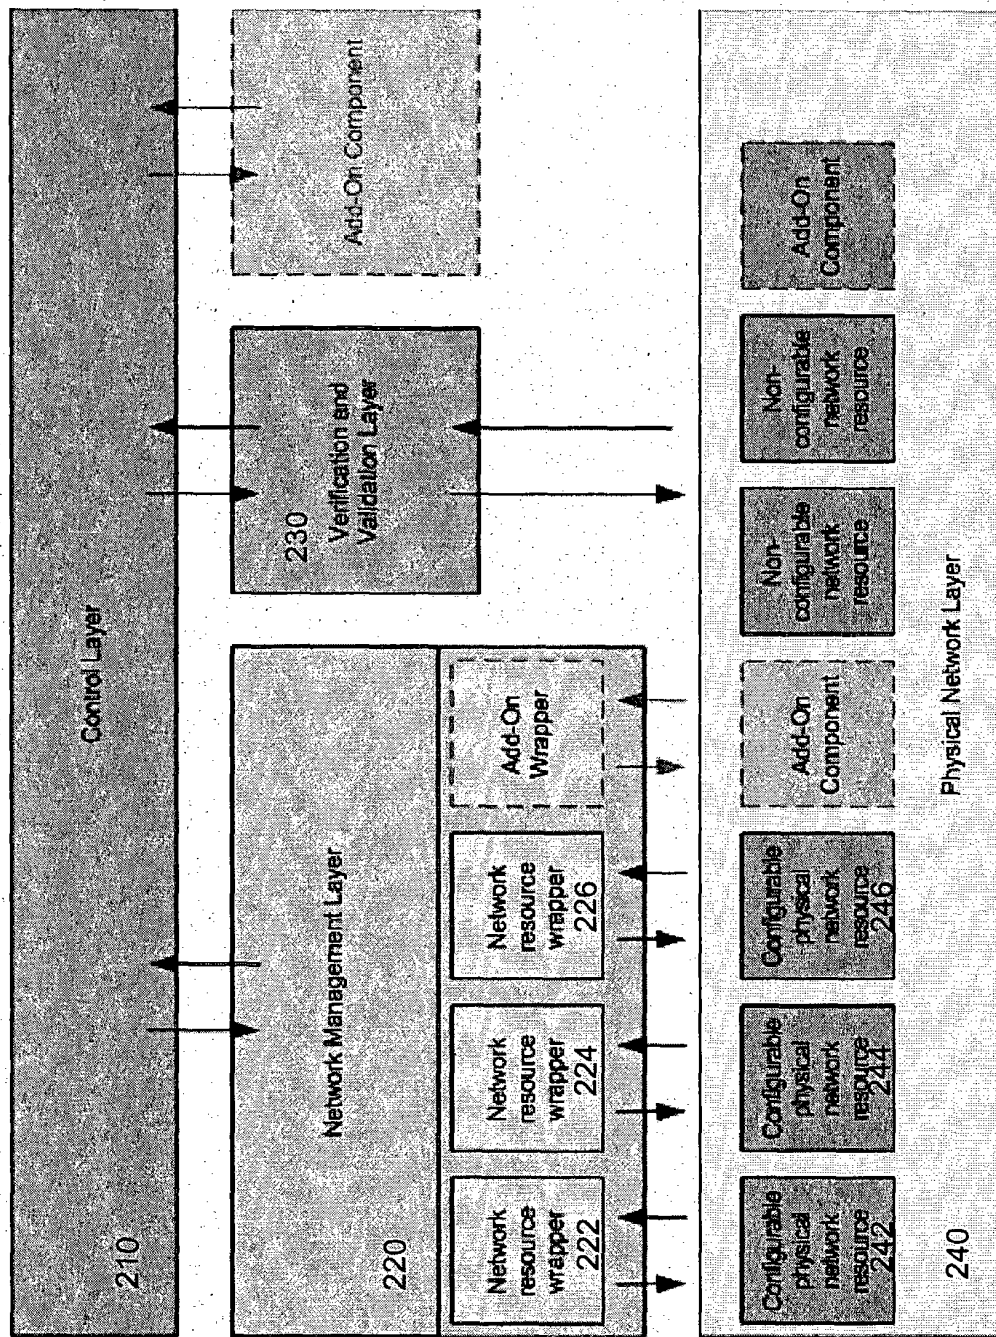 Control Layer
210
Network Management Layer
220
230
Verification and
Validation Layer
Add-On Component
Network
resource
wrapper
222
Network
resource
wrapper
224
Network
resource
wrapper
226
Add-On
Wrapper
Configurable
physical
network
resource
242
Configurable
physical
network
resource
244
Configurable
physical
network
resource
246
Add-On
Component
Non-
configurable
network
resource
Non-
configurable
network
resource
Add-On
Component
240
Physical Network Layer